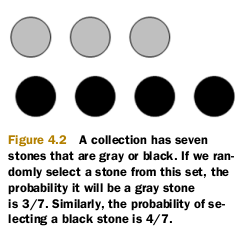 Figure 4.2 A collection has seven
stones that are gray or black. If we ran-
domly select a stone from this set, the
probability it will be a gray stone
is 3/7. Similarly, the probability of se-
lecting a black stone is 4/7.